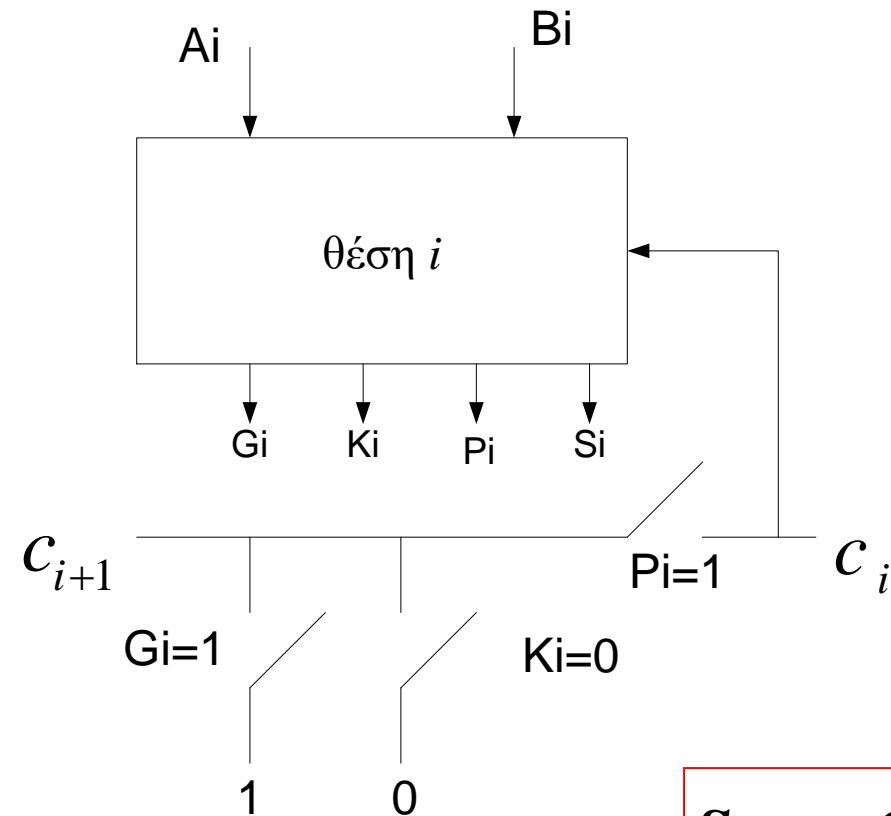 Ai
Bi
θέση i
Gi
Ki
Pi
Si
c_{i+1}
Pi=1
c_i
Gi=1
Ki=0
1
0